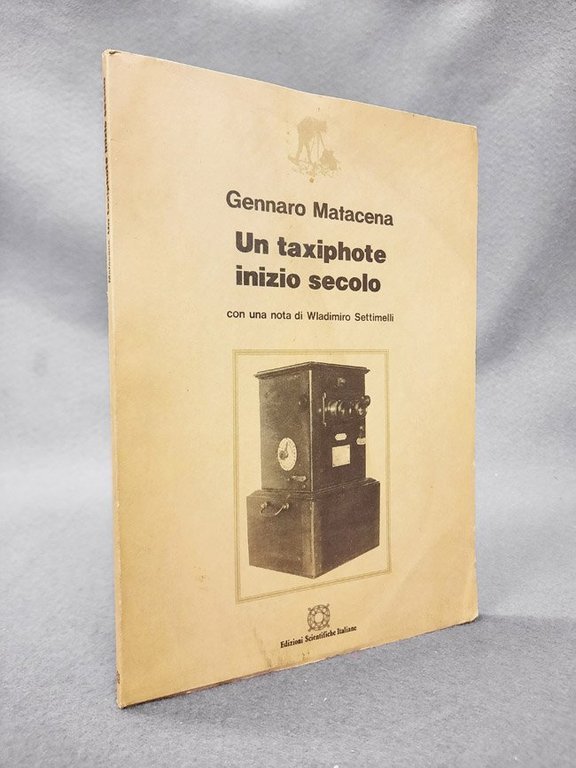 Gennaro Matacena
Un taxiphote
inizio secolo
con una nota di Wladimiro Settimelli
Edizioni Scientifiche Italiane